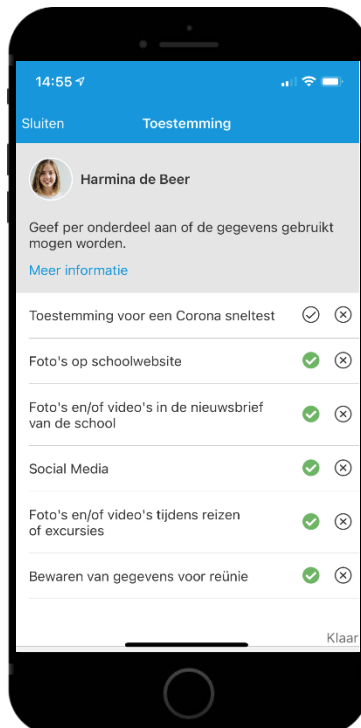 14:55
Sluiten Toestemming
Harmina de Beer
Geef per onderdeel aan of de gegevens gebruikt
mogen worden.
Meer informatie
Toestemming voor een Corona sneltest
Foto's op schoolwebsite
Foto's en/of video's in de nieuwsbrief
van de school
Social Media
Foto's en/of video's tijdens reizen
of excursies
Bewaren van gegevens voor reünie
Klaar